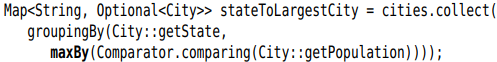 Map<String, Optional<City>> stateToLargestCity = cities.collect(
groupingBy(City::getState,
maxBy(Comparator.comparing(City::getPopulation))));